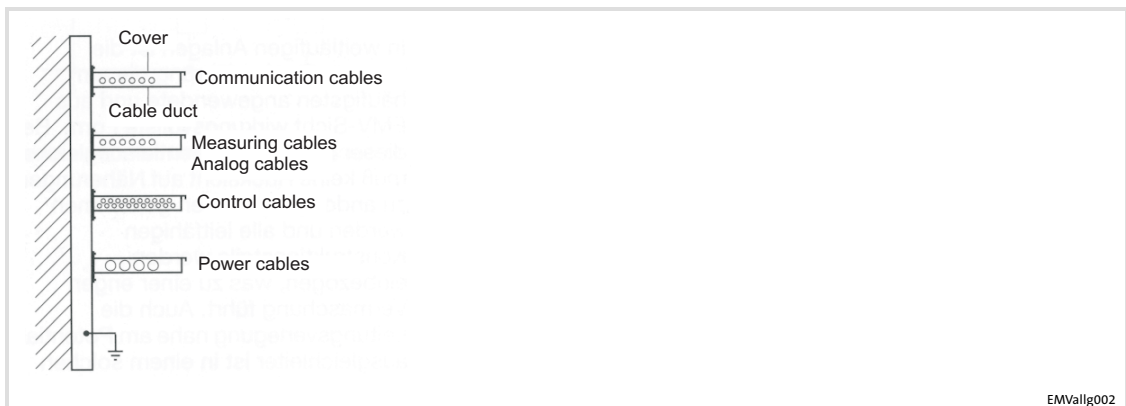 Cover
Communication cables
Cable duct
Measuring cables
Analog cables
Control cables
Power cables
EMVallg002